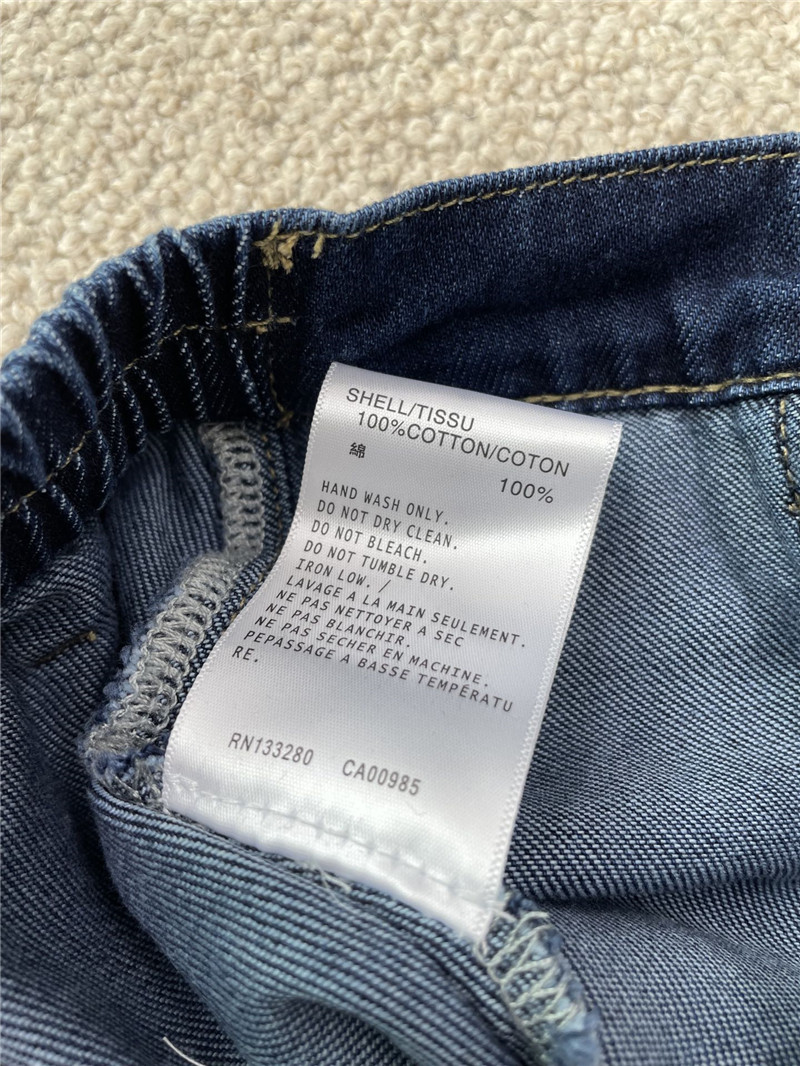 SHELL/TISSU
100%COTTON/COTON
綿
100%
HAND WASH ONLY.
DO NOT DRY CLEAN.
DO NOT BLEACH.
DO NOT TUMBLE DRY.
IRON LOW. /
LAVAGE A LA MAIN SEULEMENT.
NE PAS NETTOYER A SEC
NE PAS BLANCHIR.
NE PAS SECHER EN MACHINE.
PEPASSAGE A BASSE TEMPÉRATU
RE.
RN133280 CA00985